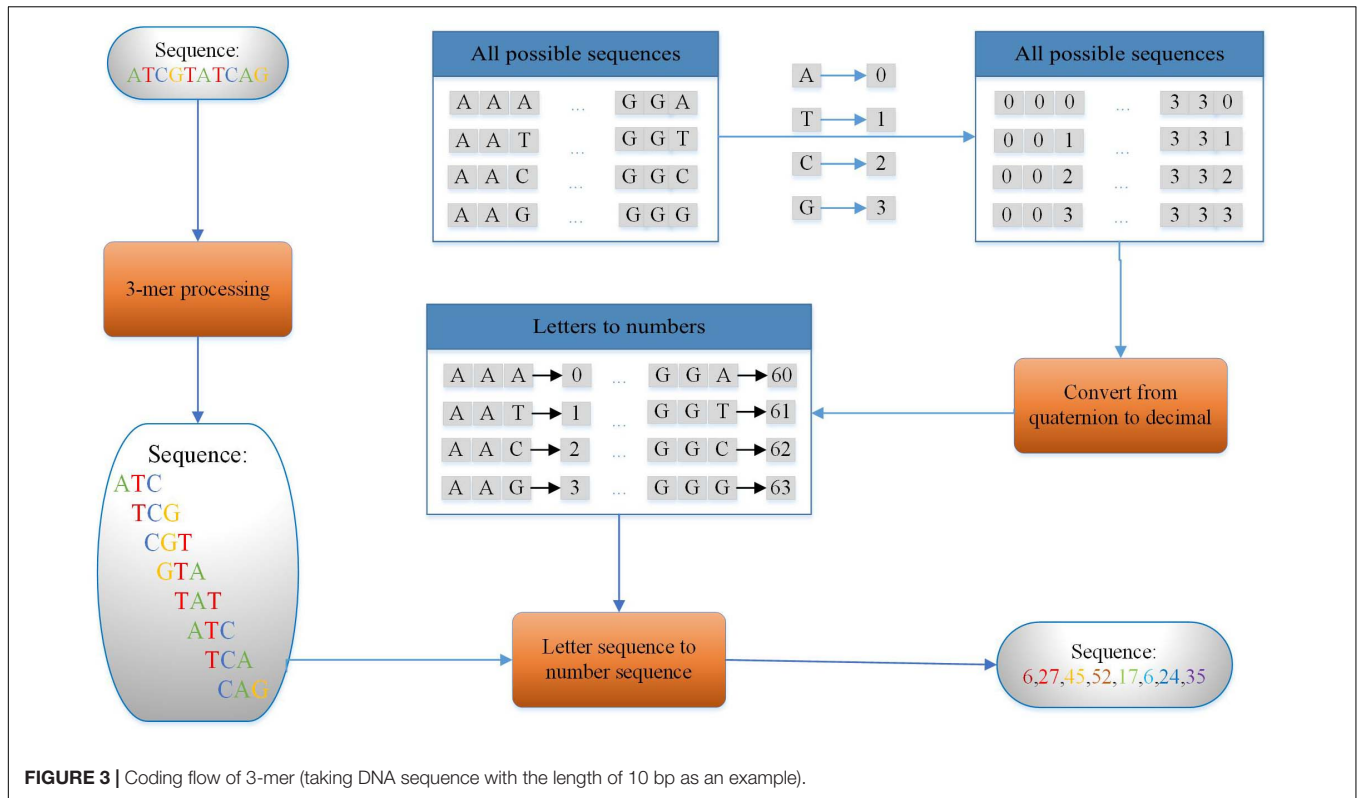 Sequence:
ATCGTATCAG
3-mer processing
Sequence:
ATC
TCG
CGT
GTA
TAT
ATC
TCA
CAG
All possible sequences
A A A ... G G A
A A T ... G G T
A A C ... G G C
A A G ... G G G
A 0
T 1
C 2
G 3
All possible sequences
0 0 0 ... 3 3 0
0 0 1 ... 3 3 1
0 0 2 ... 3 3 2
0 0 3 ... 3 3 3
Convert from
quaternion to decimal
Letters to numbers
A A A 0 ... G G A 60
A A T 1 ... G G T 61
A A C 2 ... G G C 62
A A G 3 ... G G G 63
Letter sequence to
number sequence
Sequence:
6,27,45,52,17,6,24,35
FIGURE 3 | Coding flow of 3-mer (taking DNA sequence with the length of 10 bp as an example).